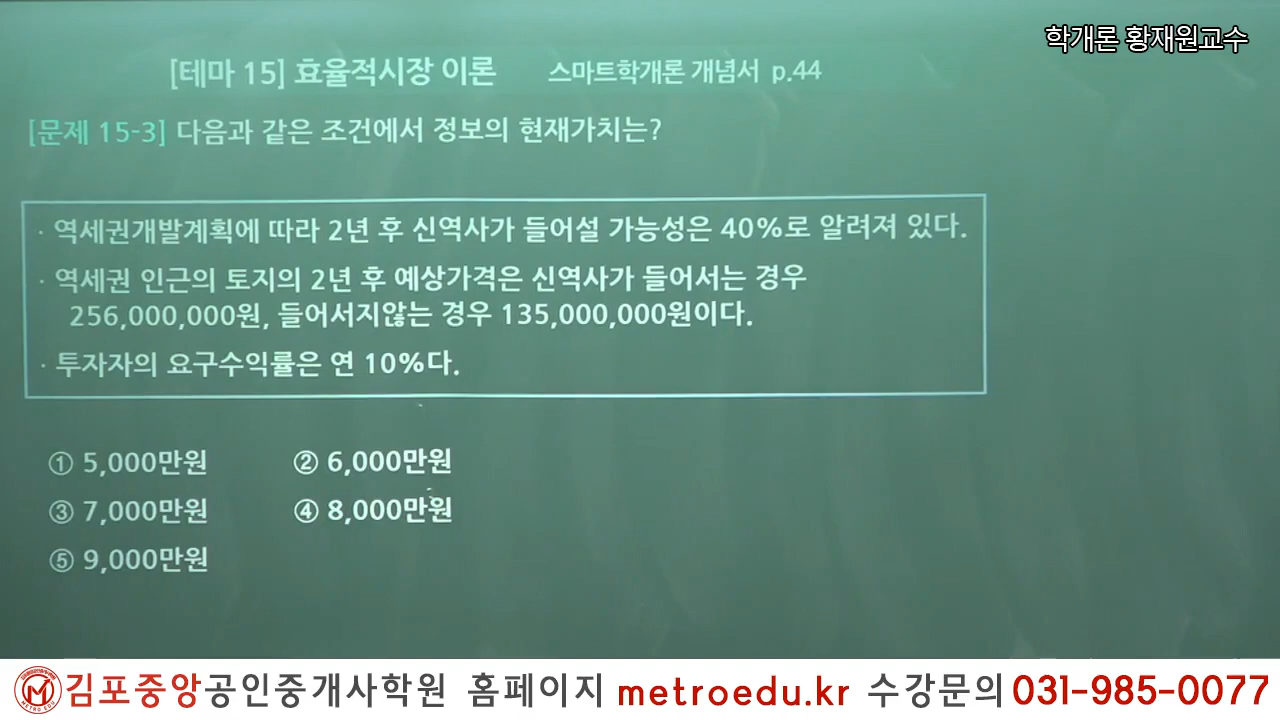 학개론 황재원교수
[테마 15] 효율적시장 이론 스마트학개론 개념서 p.44
[문제 15-3] 다음과 같은 조건에서 정보의 현재가치는?
· 역세권개발계획에 따라 2년 후 신역사가 들어설 가능성은 40%로 알려져 있다.
· 역세권 인근의 토지의 2년 후 예상가격은 신역사가 들어서는 경우
256,000,000원, 들어서지않는 경우 135,000,000원이다.
· 투자자의 요구수익률은 연 10%다.
① 5,000만원 ② 6,000만원
③ 7,000만원 ④ 8,000만원
⑤ 9,000만원
METRO EDU 김포중앙공인중개사학원 홈페이지 metroedu.kr 수강문의 031-985-0077